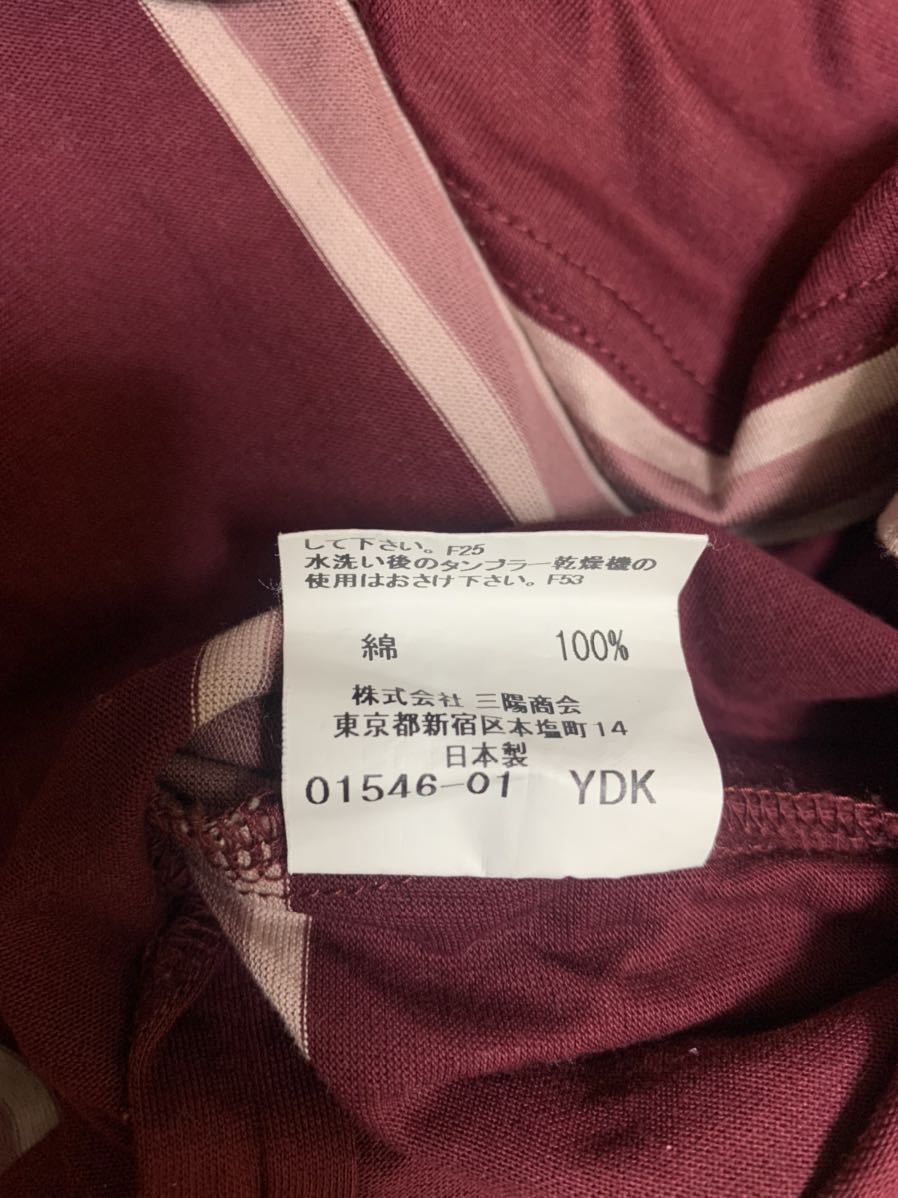 して下さい。F25
水洗い後のタンブラー乾燥機の
使用はおさけ下さい。F53
綿 100%
株式会社 三陽商会
東京都新宿区本塩町14
日本製
01546-01 YDK